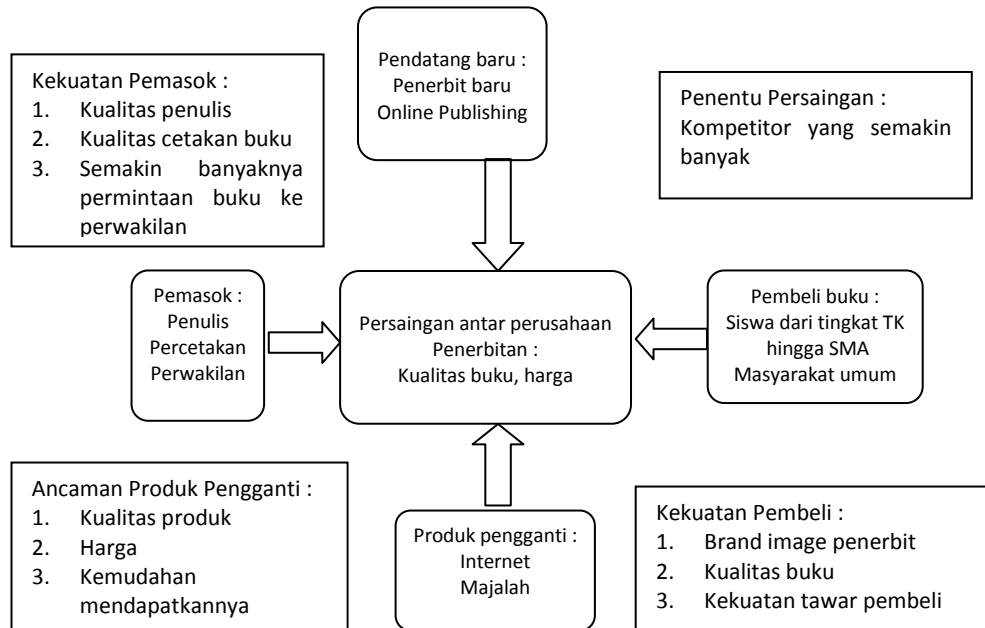 Pendatang baru :
Penerbit baru
Online Publishing
Kekuatan Pemasok :
1. Kualitas penulis
2. Kualitas cetakan buku
3. Semakin banyaknya
permintaan buku ke
perwakilan
Penentu Persaingan :
Kompetitor yang semakin
banyak
Pemasok :
Penulis
Percetakan
Perwakilan
Persaingan antar perusahaan
Penerbitan :
Kualitas buku, harga
Pembeli buku :
Siswa dari tingkat TK
hingga SMA
Masyarakat umum
Ancaman Produk Pengganti :
1. Kualitas produk
2. Harga
3. Kemudahan
mendapatkannya
Produk pengganti :
Internet
Majalah
Kekuatan Pembeli :
1. Brand image penerbit
2. Kualitas buku
3. Kekuatan tawar pembeli